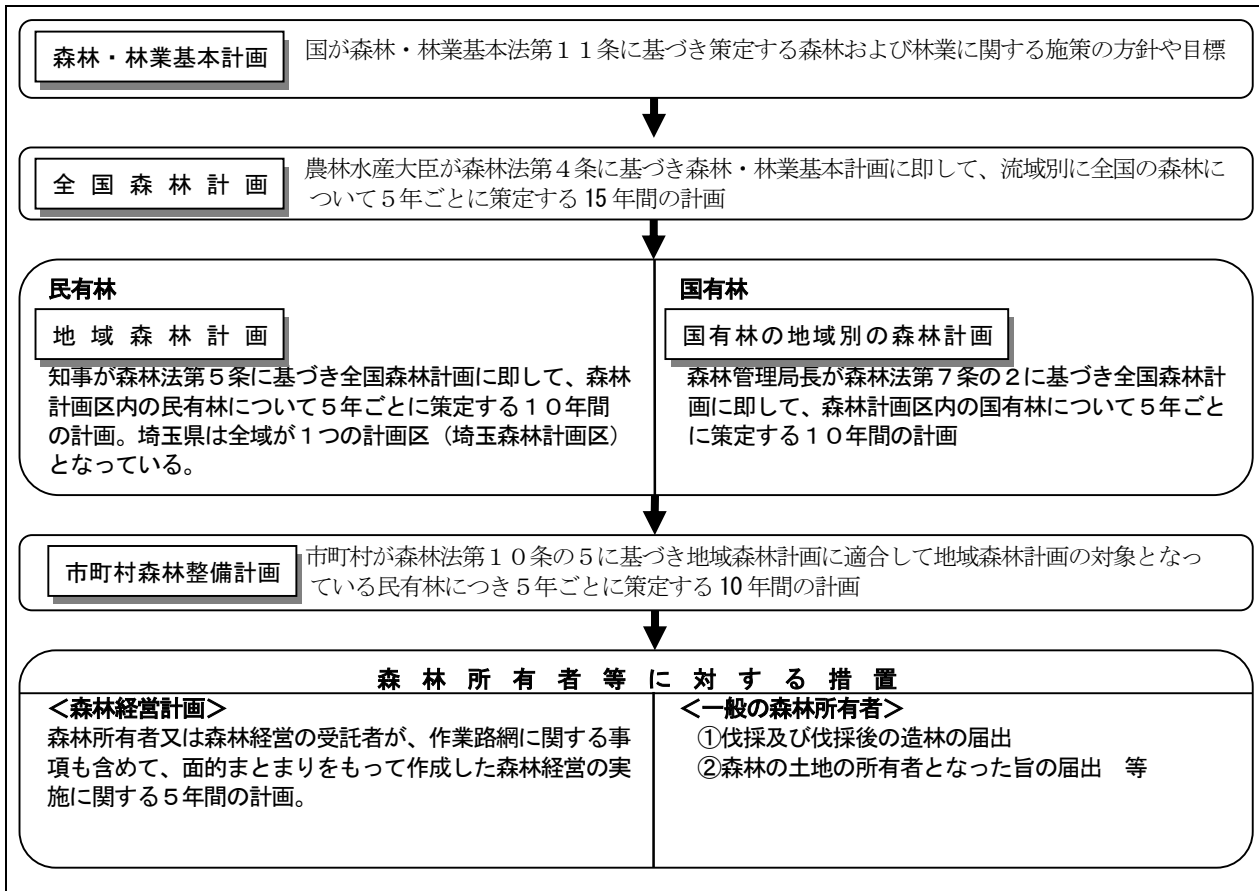 森林・林業基本計画
国が森林・林業基本法第１１条に基づき策定する森林および林業に関する施策の方針や目標
全国森林計画
農林水産大臣が森林法第４条に基づき森林・林業基本計画に即して、流域別に全国の森林に
ついて５年ごとに策定する15年間の計画
民有林
地域森林計画
知事が森林法第５条に基づき全国森林計画に即して、森林
計画区内の民有林について５年ごとに策定する１０年間
の計画。埼玉県は全域が１つの計画区（埼玉森林計画区）
となっている。
国有林
国有林の地域別の森林計画
森林管理局長が森林法第７条の２に基づき全国森林計
画に即して、森林計画区内の国有林について５年ごと
に策定する１０年間の計画
市町村森林整備計画
市町村が森林法第１０条の５に基づき地域森林計画に適合して地域森林計画の対象となっ
ている民有林につき５年ごとに策定する10年間の計画
森林所有者等に対する措置
＜森林経営計画＞
森林所有者又は森林経営の受託者が、作業路網に関する事
項も含めて、面的まとまりをもって作成した森林経営の実
施に関する５年間の計画。
＜一般の森林所有者＞
①伐採及び伐採後の造林の届出
②森林の土地の所有者となった旨の届出　等